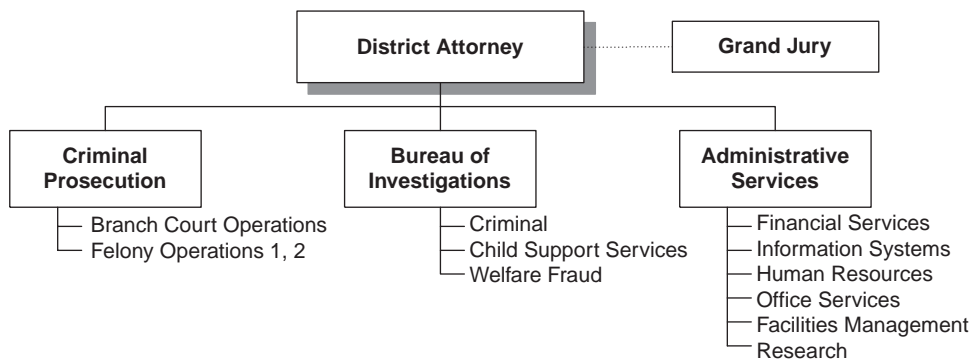 District Attorney
Grand Jury
Criminal
Prosecution
Branch Court Operations
Felony Operations 1, 2
Bureau of
Investigations
Criminal
Child Support Services
Welfare Fraud
Administrative
Services
Financial Services
Information Systems
Human Resources
Office Services
Facilities Management
Research